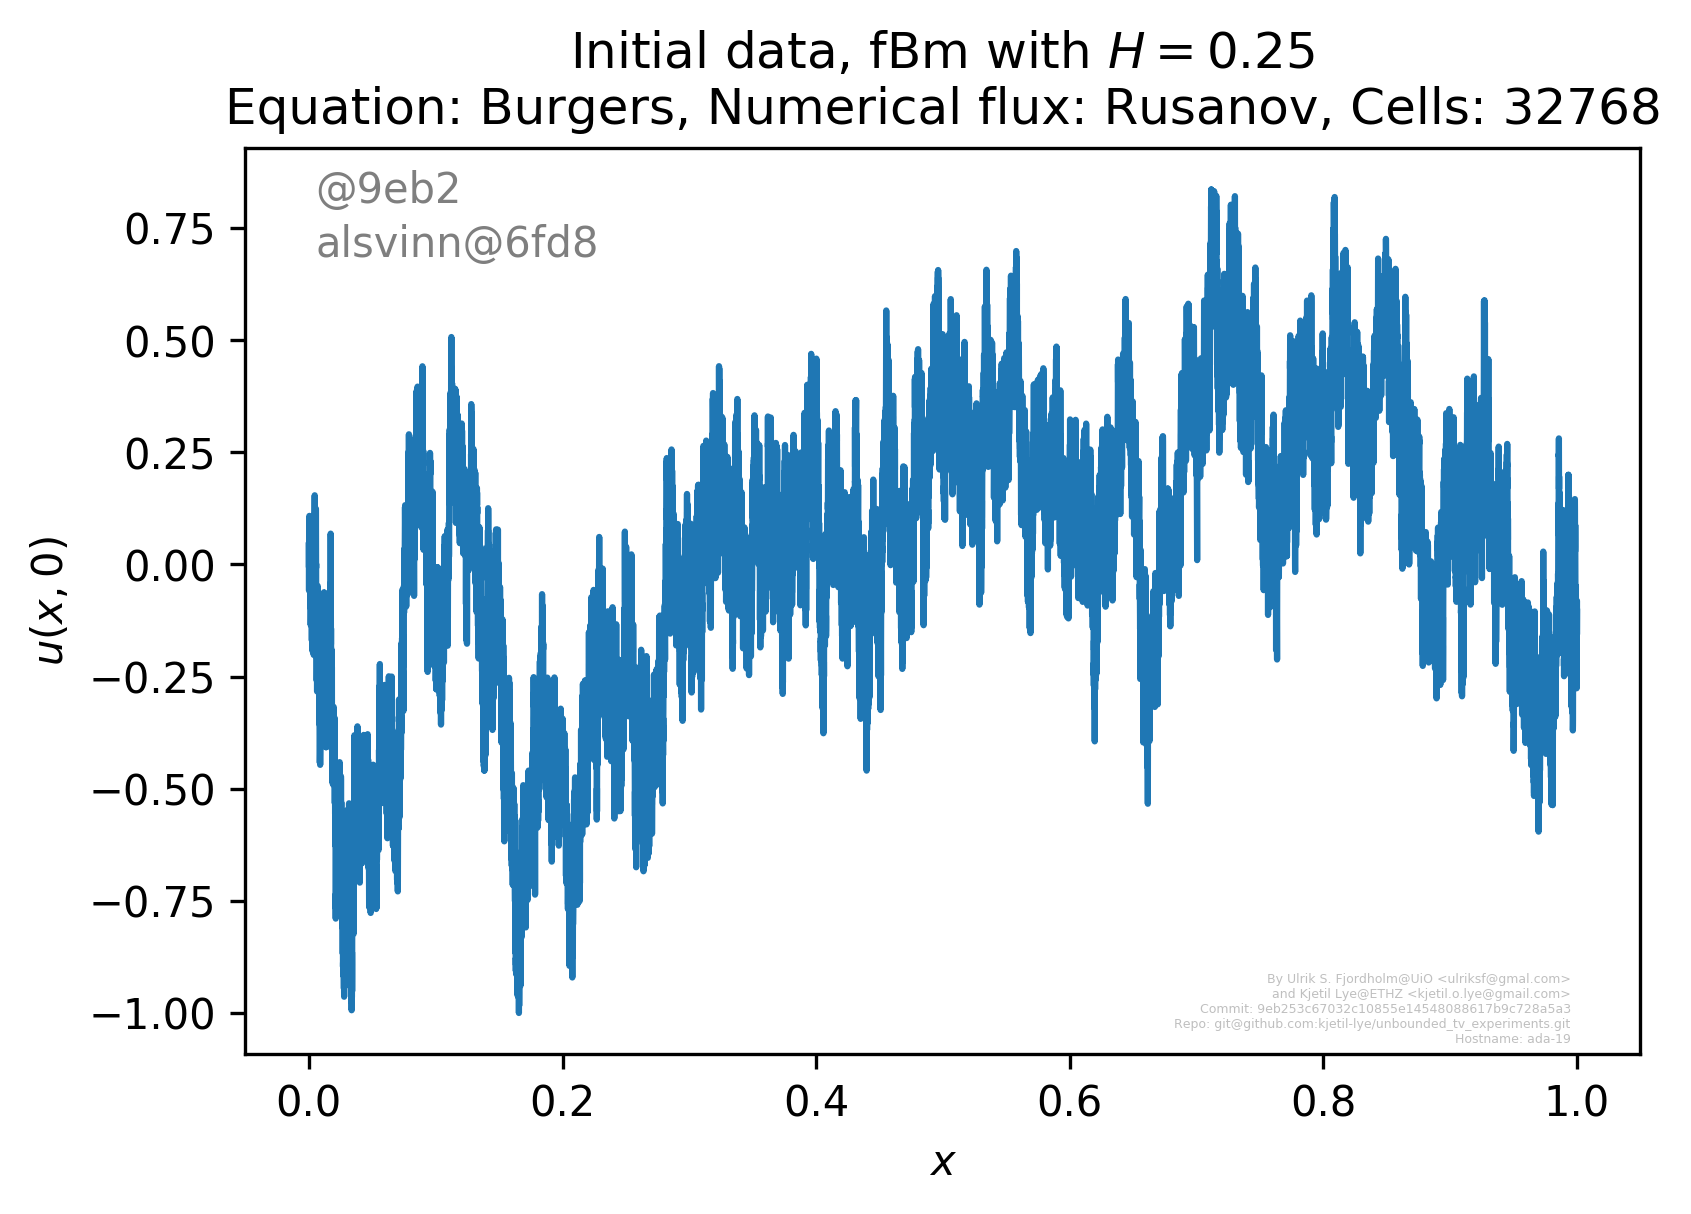 Initial data, fBm with H = 0.25
Equation: Burgers, Numerical flux: Rusanov, Cells: 32768
@9eb2
alsvinn@6fd8
0.75
0.50
0.25
0.00
−0.25
−0.50
−0.75
−1.00
u(x, 0)
By Ulrik S. Fjordholm@UiO <ulriksf@gmal.com>
and Kjetil Lye@ETHZ <kjetil.o.lye@gmail.com>
Commit: 9eb253c67032c10855e14548088617b9c728a5a3
Repo: git@github.com:kjetil-lye/unbounded_tv_experiments.git
Hostname: ada-19
0.0 0.2 0.4 0.6 0.8 1.0
x